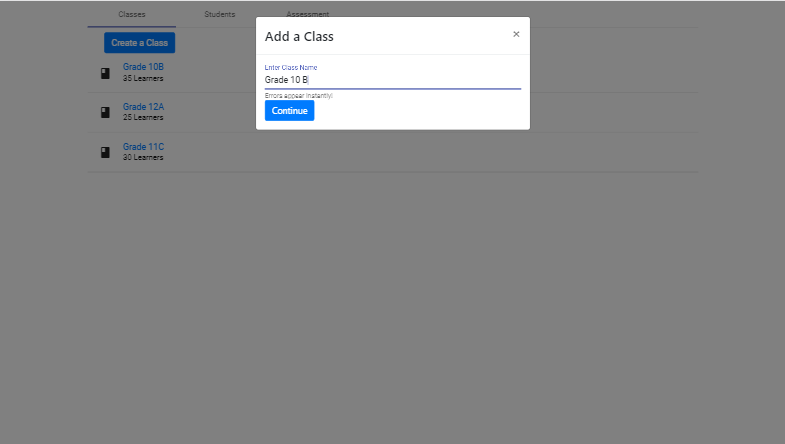 Classes Students Assessment
Create a Class
Grade 10B
35 Learners
Grade 12A
25 Learners
Grade 11C
30 Learners
Add a Class ×
Enter Class Name
Grade 10 B
Errors appear instantly!
Continue